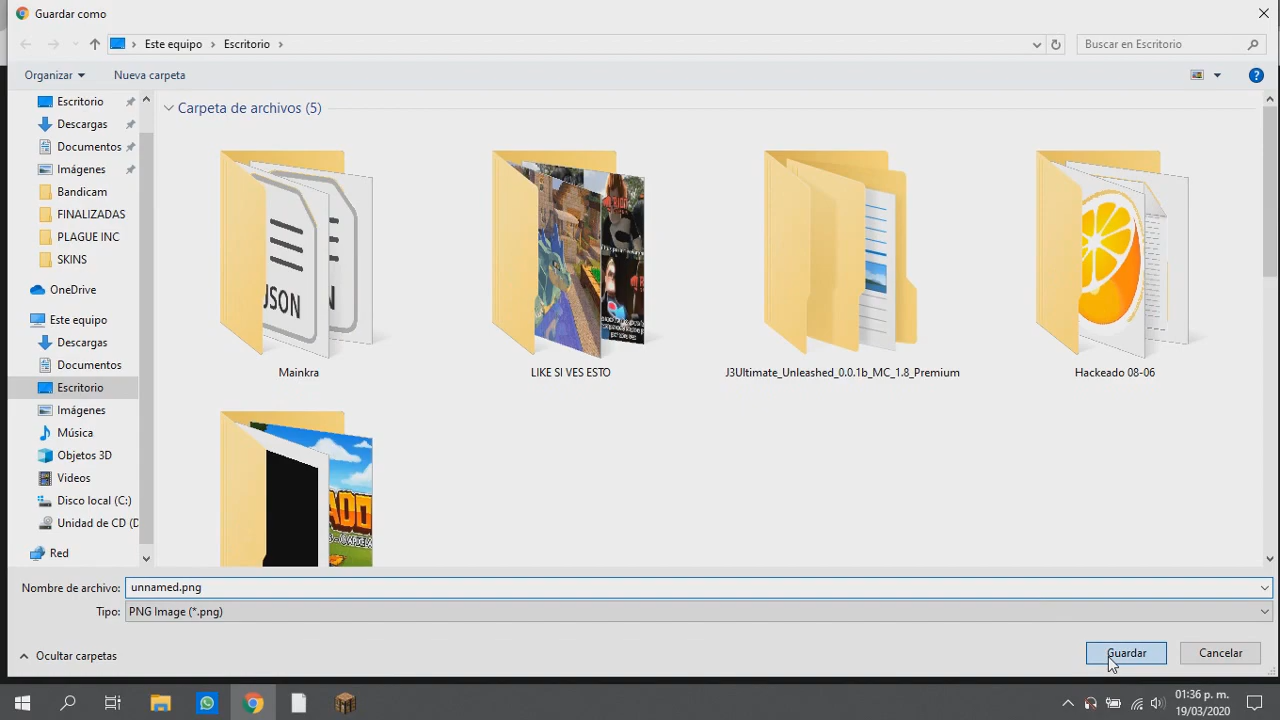 Guardar como
Este equipo
Escritorio
Buscar en Escritorio
Organizar
Nueva carpeta
Escritorio
Descargas
Documentos
Imágenes
Bandicam
FINALIZADAS
PLAGUE INC
SKINS
OneDrive
Este equipo
Descargas
Documentos
Escritorio
Imágenes
Música
Objetos 3D
Videos
Disco local (C:)
Unidad de CD (D
Red
Carpeta de archivos (5)
Mainkra
LIKE SI VES ESTO
J3Ultimate_Unleashed_0.0.1b_MC_1.8_Premium
Hackeado 08-06
Nombre de archivo: unnamed.png
Tipo: PNG Image (*.png)
Ocultar carpetas
Guardar
Cancelar
01:36 p. m.
19/03/2020